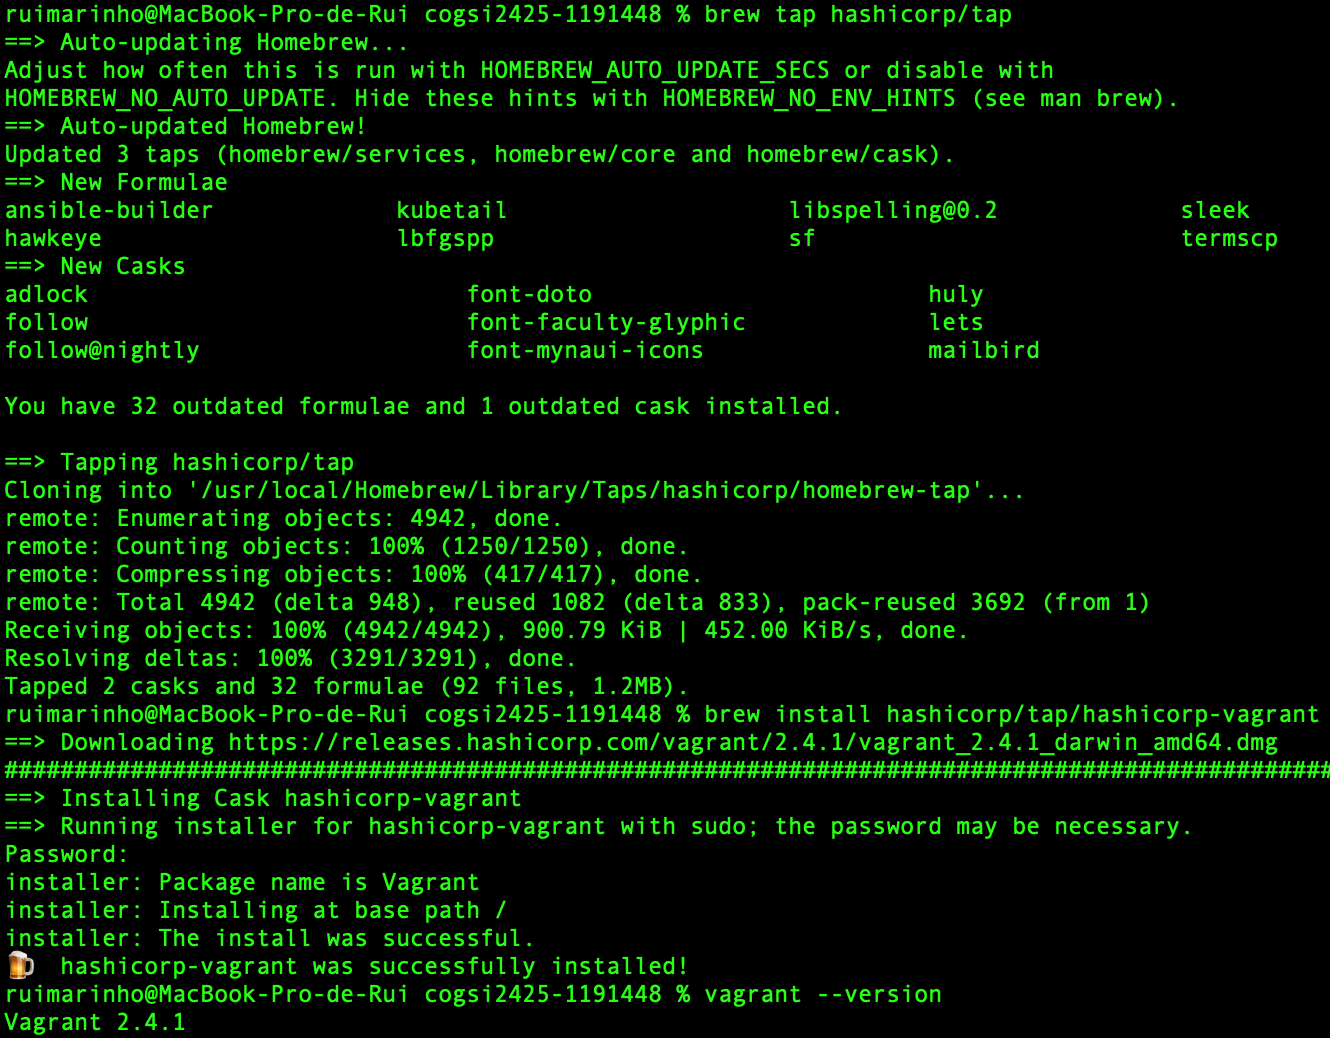 ruimarinho@MacBook-Pro-de-Rui cogsi2425-1191448 % brew tap hashicorp/tap
==> Auto-updating Homebrew...
Adjust how often this is run with HOMEBREW_AUTO_UPDATE_SECS or disable with
HOMEBREW_NO_AUTO_UPDATE. Hide these hints with HOMEBREW_NO_ENV_HINTS (see man brew).
==> Auto-updated Homebrew!
Updated 3 taps (homebrew/services, homebrew/core and homebrew/cask).
==> New Formulae
ansible-builder kubetail libspelling@0.2 sleek
hawkeye lbfgspp sf termscp
==> New Casks
adlock font-doto huly
follow font-faculty-glyphic lets
follow@nightly font-mynaui-icons mailbird
You have 32 outdated formulae and 1 outdated cask installed.
==> Tapping hashicorp/tap
Cloning into '/usr/local/Homebrew/Library/Taps/hashicorp/homebrew-tap'...
remote: Enumerating objects: 4942, done.
remote: Counting objects: 100% (1250/1250), done.
remote: Compressing objects: 100% (417/417), done.
remote: Total 4942 (delta 948), reused 1082 (delta 833), pack-reused 3692 (from 1)
Receiving objects: 100% (4942/4942), 900.79 KiB | 452.00 KiB/s, done.
Resolving deltas: 100% (3291/3291), done.
Tapped 2 casks and 32 formulae (92 files, 1.2MB).
ruimarinho@MacBook-Pro-de-Rui cogsi2425-1191448 % brew install hashicorp/tap/hashicorp-vagrant
==> Downloading https://releases.hashicorp.com/vagrant/2.4.1/vagrant_2.4.1_darwin_amd64.dmg
###############################################################################################
==> Installing Cask hashicorp-vagrant
==> Running installer for hashicorp-vagrant with sudo; the password may be necessary.
Password:
installer: Package name is Vagrant
installer: Installing at base path /
installer: The install was successful.
🍺 hashicorp-vagrant was successfully installed!
ruimarinho@MacBook-Pro-de-Rui cogsi2425-1191448 % vagrant --version
Vagrant 2.4.1